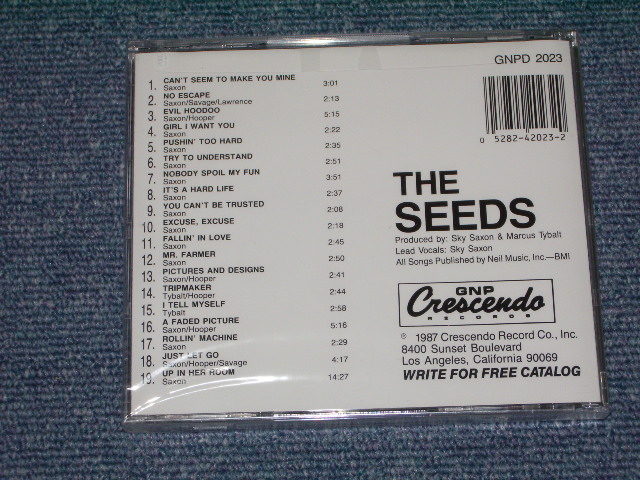 GNPD 2023
1. CAN'T SEEM TO MAKE YOU MINE 3:01
Saxon
2. NO ESCAPE 2:13
Saxon/Savage/Lawrence
3. EVIL HOODOO 5:15
Saxon/Hooper
4. GIRL I WANT YOU 2:22
Saxon
5. PUSHIN' TOO HARD 2:35
Saxon
6. TRY TO UNDERSTAND 2:51
Saxon
7. NOBODY SPOIL MY FUN 3:51
Saxon
8. IT'S A HARD LIFE 2:37
Saxon
9. YOU CAN'T BE TRUSTED 2:08
Saxon
10. EXCUSE, EXCUSE 2:18
Saxon
11. FALLIN' IN LOVE 2:45
Saxon
12. MR. FARMER 2:50
Saxon
13. PICTURES AND DESIGNS 2:41
Saxon/Hooper
14. TRIPMAKER 2:44
Tybalt/Hooper
15. I TELL MYSELF 2:58
Tybalt
16. A FADED PICTURE 5:16
Saxon/Hooper
17. ROLLIN' MACHINE 2:29
Saxon
18. JUST LET GO 4:17
Saxon/Hooper/Savage
19. UP IN HER ROOM 14:27
Saxon
0 5282-42023-2
THE
SEEDS
Produced by: Sky Saxon & Marcus Tybalt
Lead Vocals: Sky Saxon
All Songs Published by Neil Music, Inc.—BMI
GNP
Crescendo
RECORDS
℗ 1987 Crescendo Record Co., Inc.
8400 Sunset Boulevard
Los Angeles, California 90069
WRITE FOR FREE CATALOG